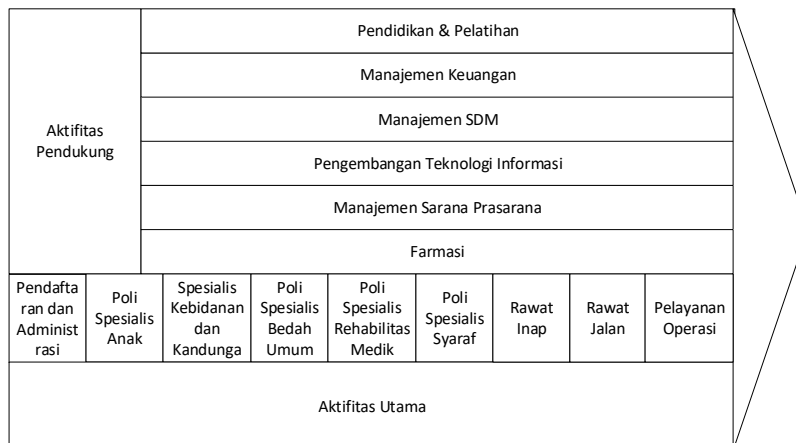 Pendidikan & Pelatihan
Manajemen Keuangan
Aktifitas
Pendukung
Manajemen SDM
Pengembangan Teknologi Informasi
Manajemen Sarana Prasarana
Farmasi
Pendafta
ran dan
Administ
rasi
Poli
Spesialis
Anak
Spesialis
Kebidanan
dan
Kandunga
Poli
Spesialis
Bedah
Umum
Poli
Spesialis
Rehabilitas
Medik
Poli
Spesialis
Syaraf
Rawat
Inap
Rawat
Jalan
Pelayanan
Operasi
Aktifitas Utama